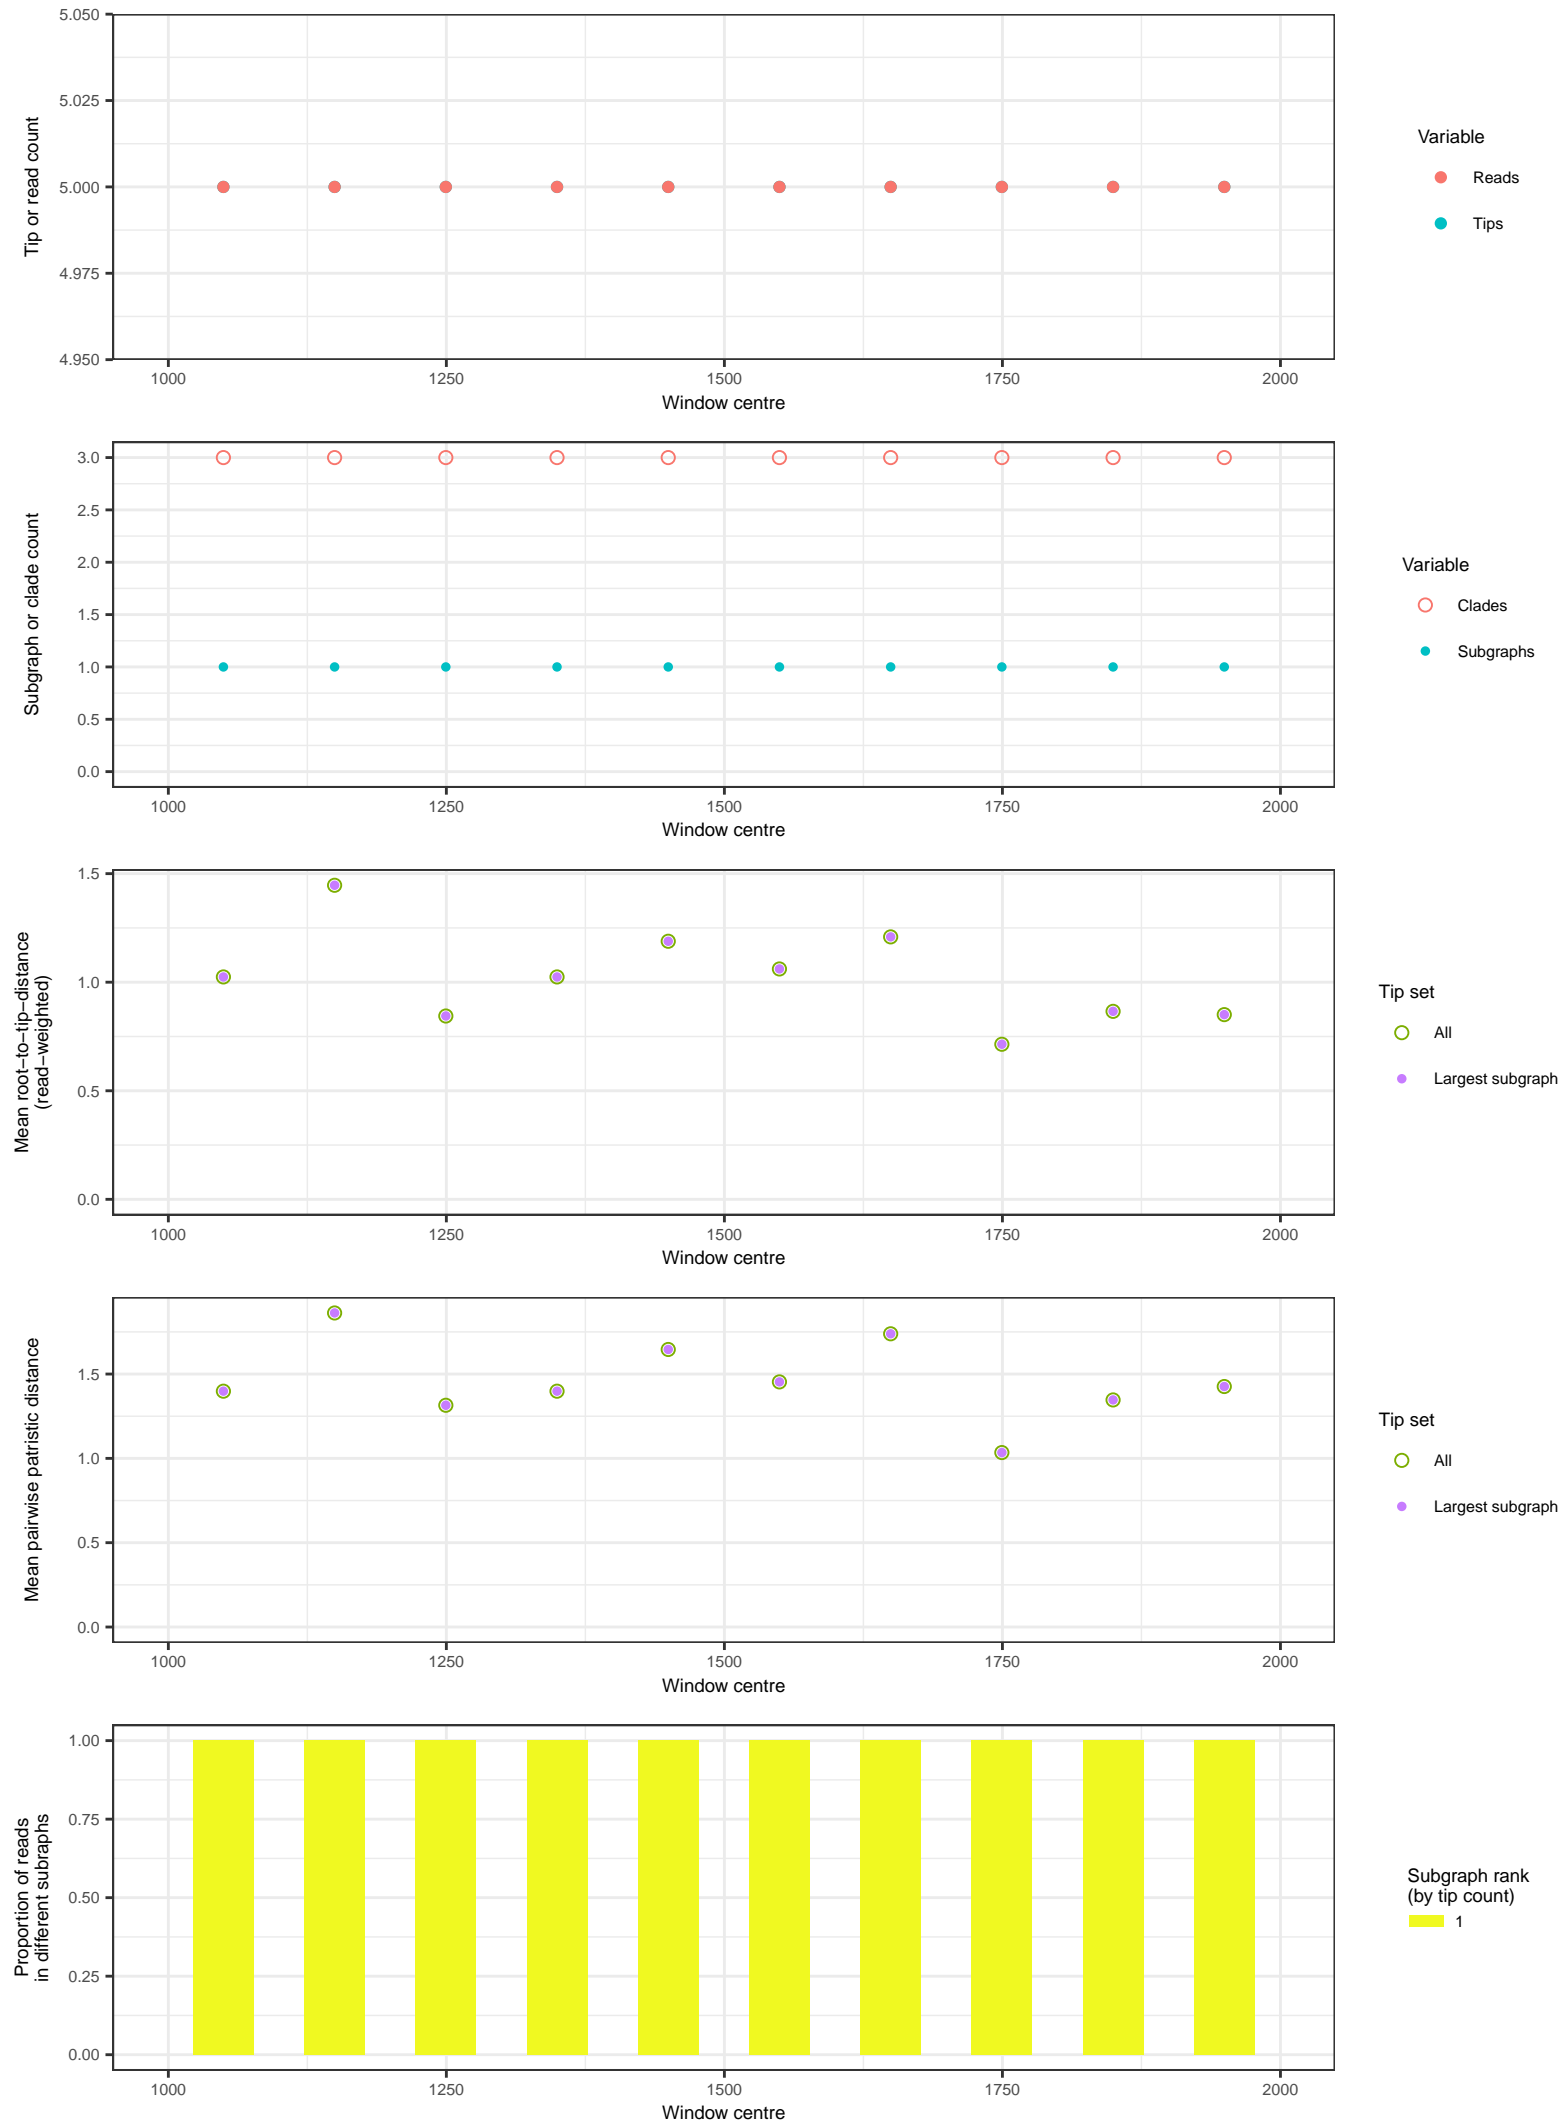 5.050
5.025
5.000
4.975
4.950
Tip or read count
1000 1250 1500 1750 2000
Window centre
Variable
Reads
Tips
3.0
2.5
2.0
1.5
1.0
0.5
0.0
Subgraph or clade count
1000 1250 1500 1750 2000
Window centre
Variable
Clades
Subgraphs
1.5
1.0
0.5
0.0
Mean root−to−tip−distance
(read−weighted)
1000 1250 1500 1750 2000
Window centre
Tip set
All
Largest subgraph
1.5
1.0
0.5
0.0
Mean pairwise patristic distance
1000 1250 1500 1750 2000
Window centre
Tip set
All
Largest subgraph
1.00
0.75
0.50
0.25
0.00
Proportion of reads
in different subraphs
1000 1250 1500 1750 2000
Window centre
Subgraph rank
(by tip count)
1